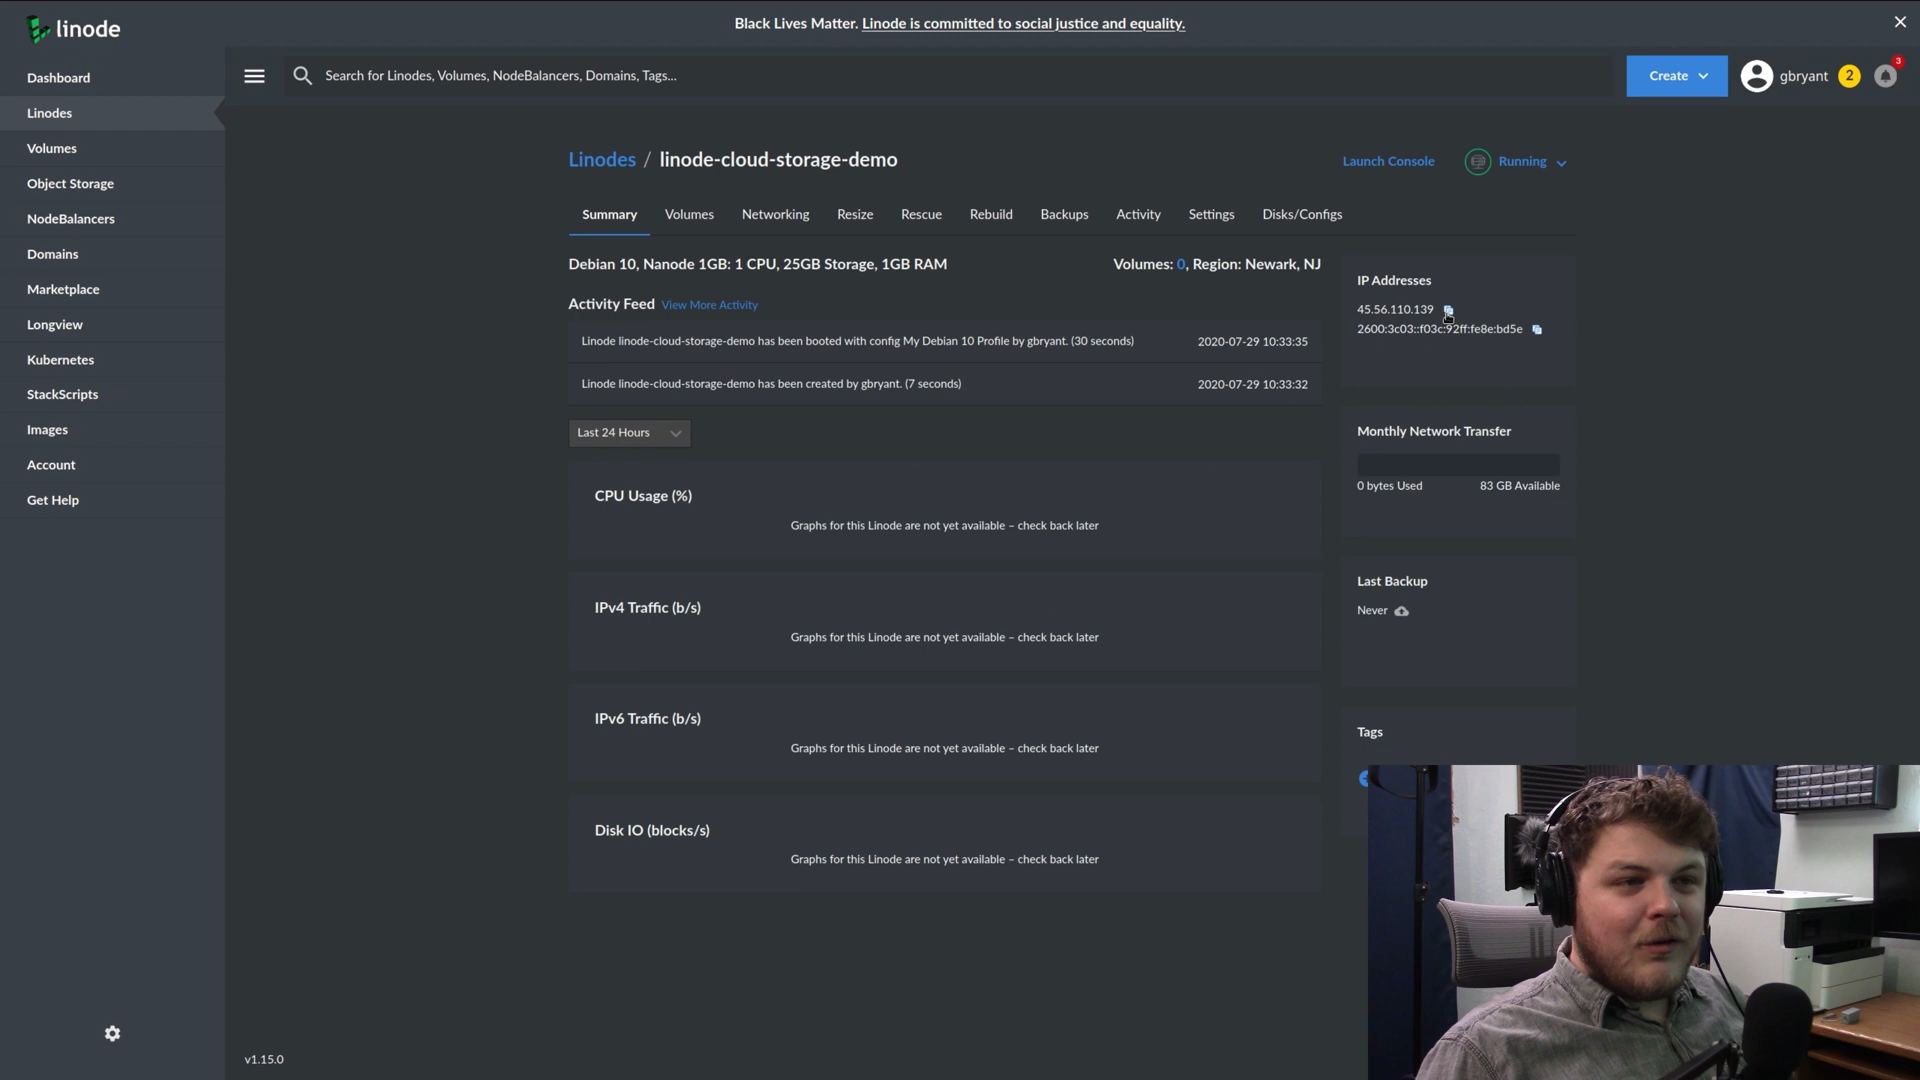 linode
Black Lives Matter. Linode is committed to social justice and equality.
Dashboard
Linodes
Volumes
Object Storage
NodeBalancers
Domains
Marketplace
Longview
Kubernetes
StackScripts
Images
Account
Get Help
Search for Linodes, Volumes, NodeBalancers, Domains, Tags...
Create
gbryant
2
3
Linodes / linode-cloud-storage-demo
Launch Console
Running
Summary
Volumes
Networking
Resize
Rescue
Rebuild
Backups
Activity
Settings
Disks/Configs
Debian 10, Nanode 1GB: 1 CPU, 25GB Storage, 1GB RAM
Volumes: 0, Region: Newark, NJ
Activity Feed View More Activity
Linode linode-cloud-storage-demo has been booted with config My Debian 10 Profile by gbryant. (30 seconds)
2020-07-29 10:33:35
Linode linode-cloud-storage-demo has been created by gbryant. (7 seconds)
2020-07-29 10:33:32
Last 24 Hours
CPU Usage (%)
Graphs for this Linode are not yet available – check back later
IPv4 Traffic (b/s)
Graphs for this Linode are not yet available – check back later
IPv6 Traffic (b/s)
Graphs for this Linode are not yet available – check back later
Disk IO (blocks/s)
Graphs for this Linode are not yet available – check back later
IP Addresses
45.56.110.139
2600:3c03::f03c:92ff:fe8e:bd5e
Monthly Network Transfer
0 bytes Used
83 GB Available
Last Backup
Never
Tags
v1.15.0